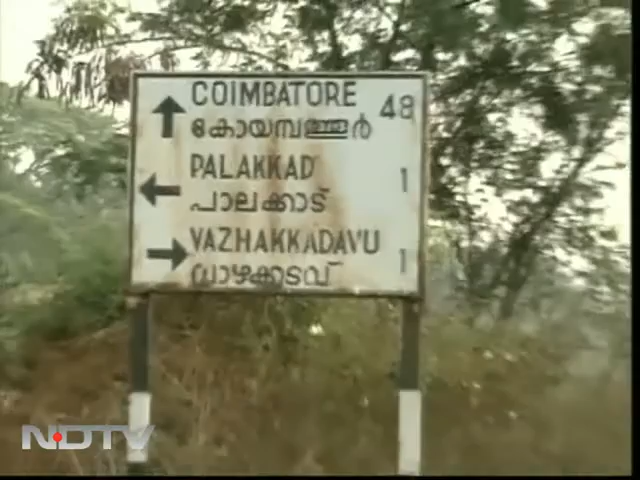 COIMBATORE 48
കോയമ്പത്തൂർ
PALAKKAD 1
പാലക്കാട്
VAZHAKKADAVU 1
വാഴക്കടവ്
NDTV